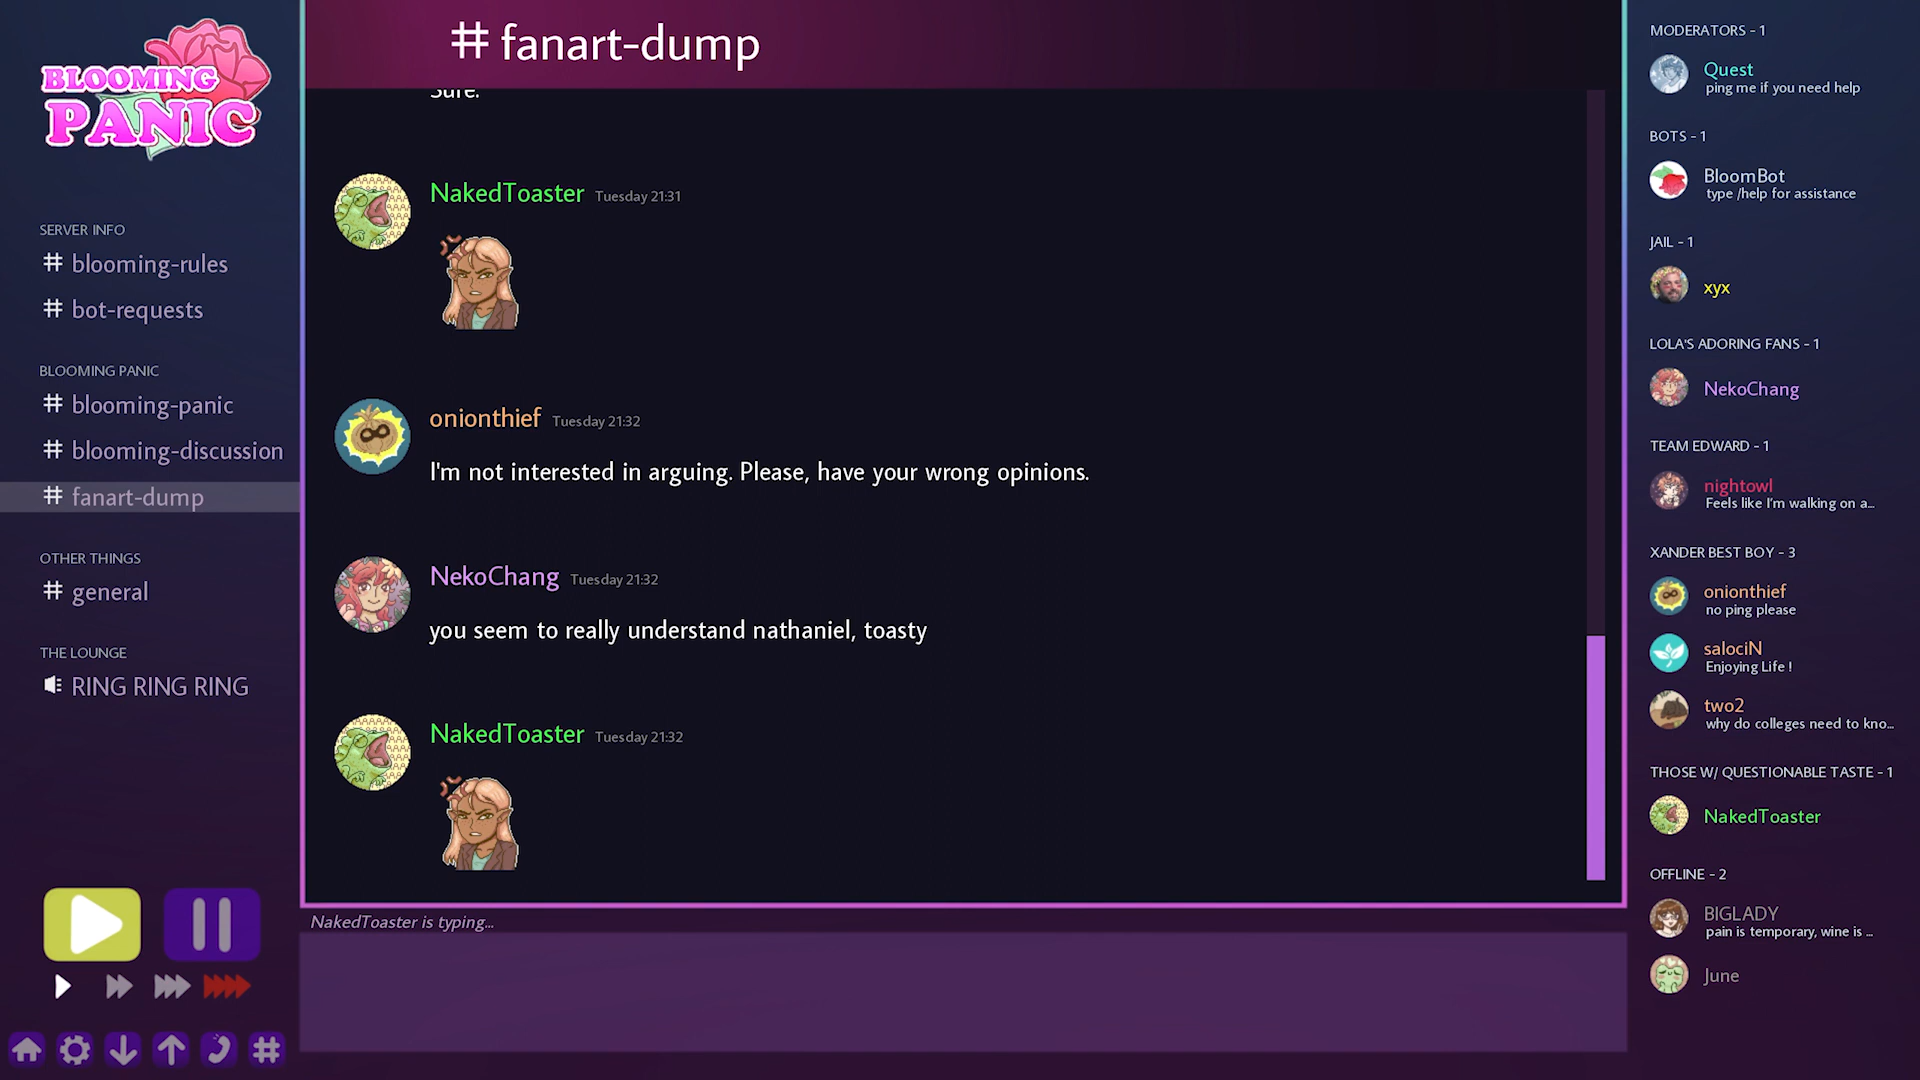 BLOOMING
PANIC
SERVER INFO
# blooming-rules
# bot-requests
BLOOMING PANIC
# blooming-panic
# blooming-discussion
# fanart-dump
OTHER THINGS
# general
THE LOUNGE
RING RING RING
# fanart-dump
Sure.
NakedToaster Tuesday 21:31
onionthief Tuesday 21:32
I'm not interested in arguing. Please, have your wrong opinions.
NekoChang Tuesday 21:32
you seem to really understand nathaniel, toasty
NakedToaster Tuesday 21:32
NakedToaster is typing...
MODERATORS - 1
Quest
ping me if you need help
BOTS - 1
BloomBot
type /help for assistance
JAIL - 1
xyx
LOLA'S ADORING FANS - 1
NekoChang
TEAM EDWARD - 1
nightowl
Feels like I'm walking on a...
XANDER BEST BOY - 3
onionthief
no ping please
salociN
Enjoying Life !
two2
why do colleges need to kno...
THOSE W/ QUESTIONABLE TASTE - 1
NakedToaster
OFFLINE - 2
BIGLADY
pain is temporary, wine is ...
June